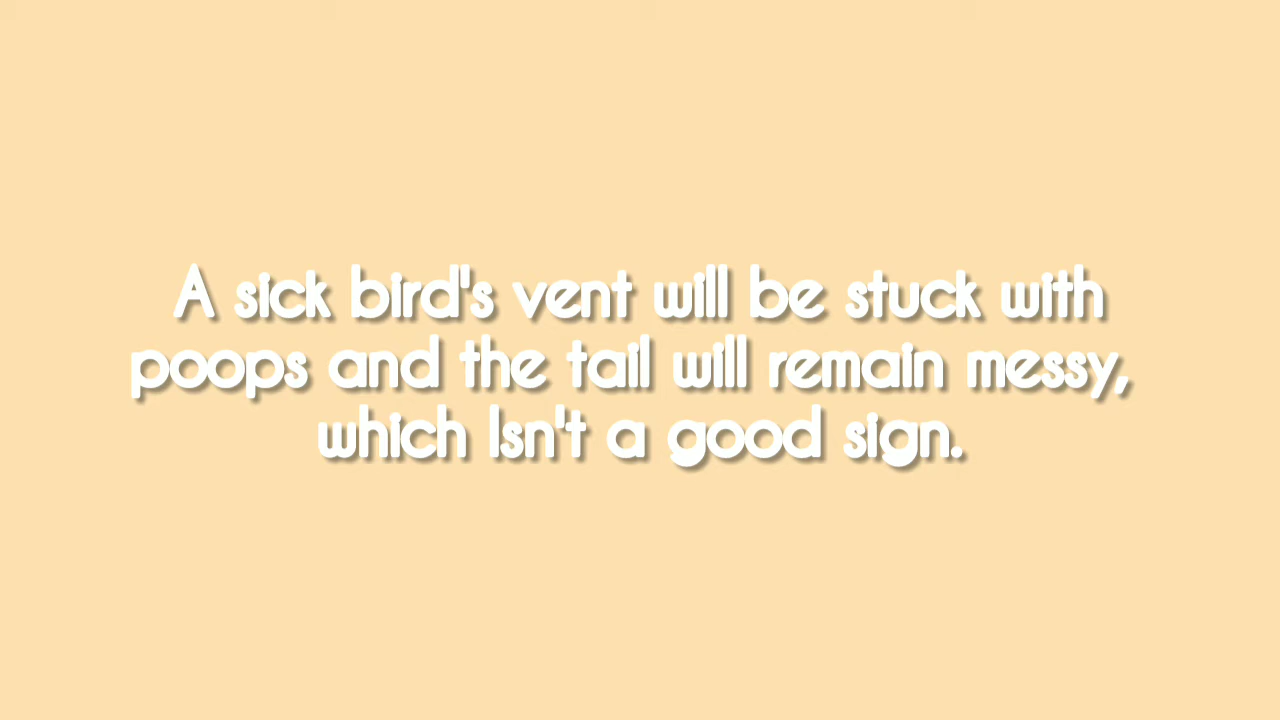 A sick bird's vent will be stuck with
poops and the tail will remain messy,
which Isn't a good sign.